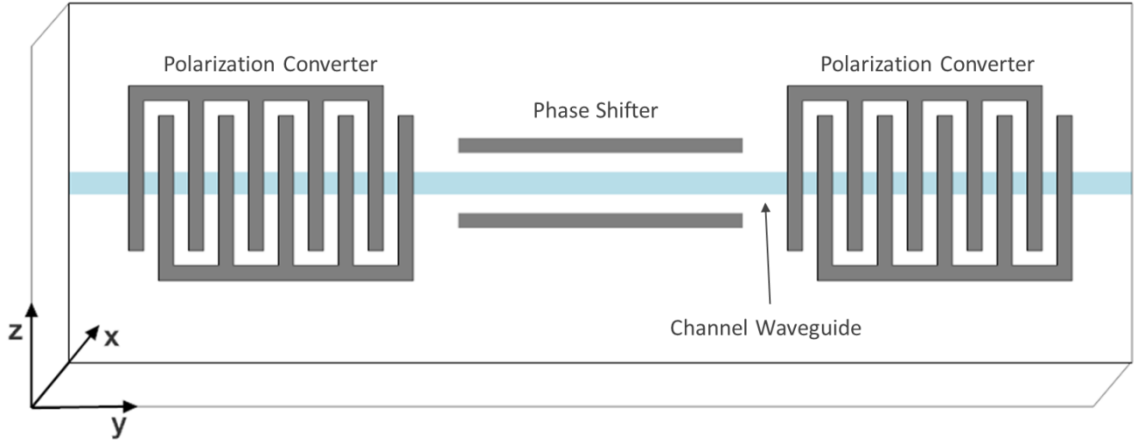 Polarization Converter
Polarization Converter
Phase Shifter
Channel Waveguide
z
x
y